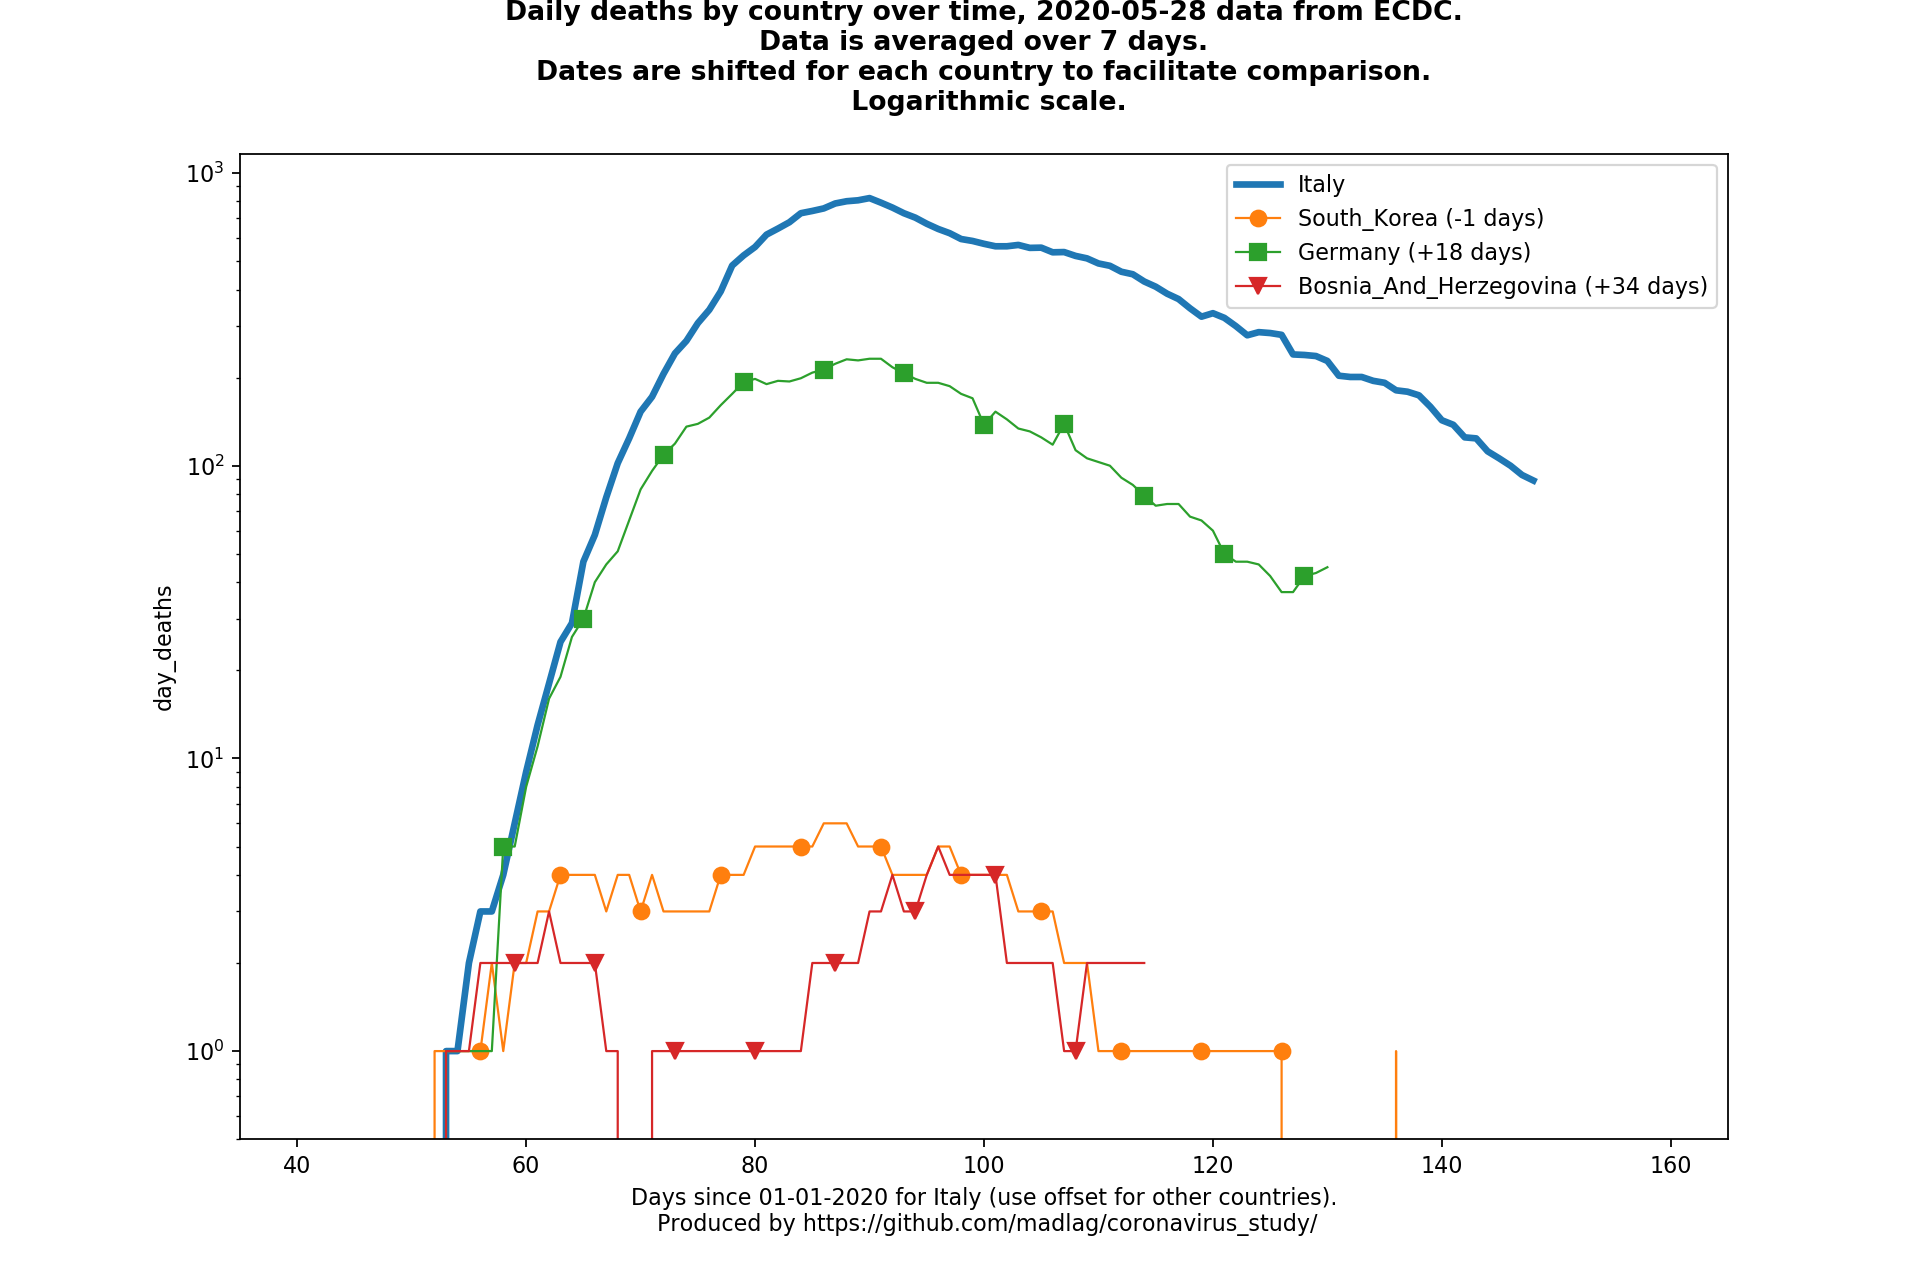 Daily deaths by country over time, 2020-05-28 data from ECDC.
Data is averaged over 7 days.
Dates are shifted for each country to facilitate comparison.
Logarithmic scale.
10³
10²
10¹
10⁰
day_deaths
Italy
South_Korea (-1 days)
Germany (+18 days)
Bosnia_And_Herzegovina (+34 days)
40 60 80 100 120 140 160
Days since 01-01-2020 for Italy (use offset for other countries).
Produced by https://github.com/madlag/coronavirus_study/